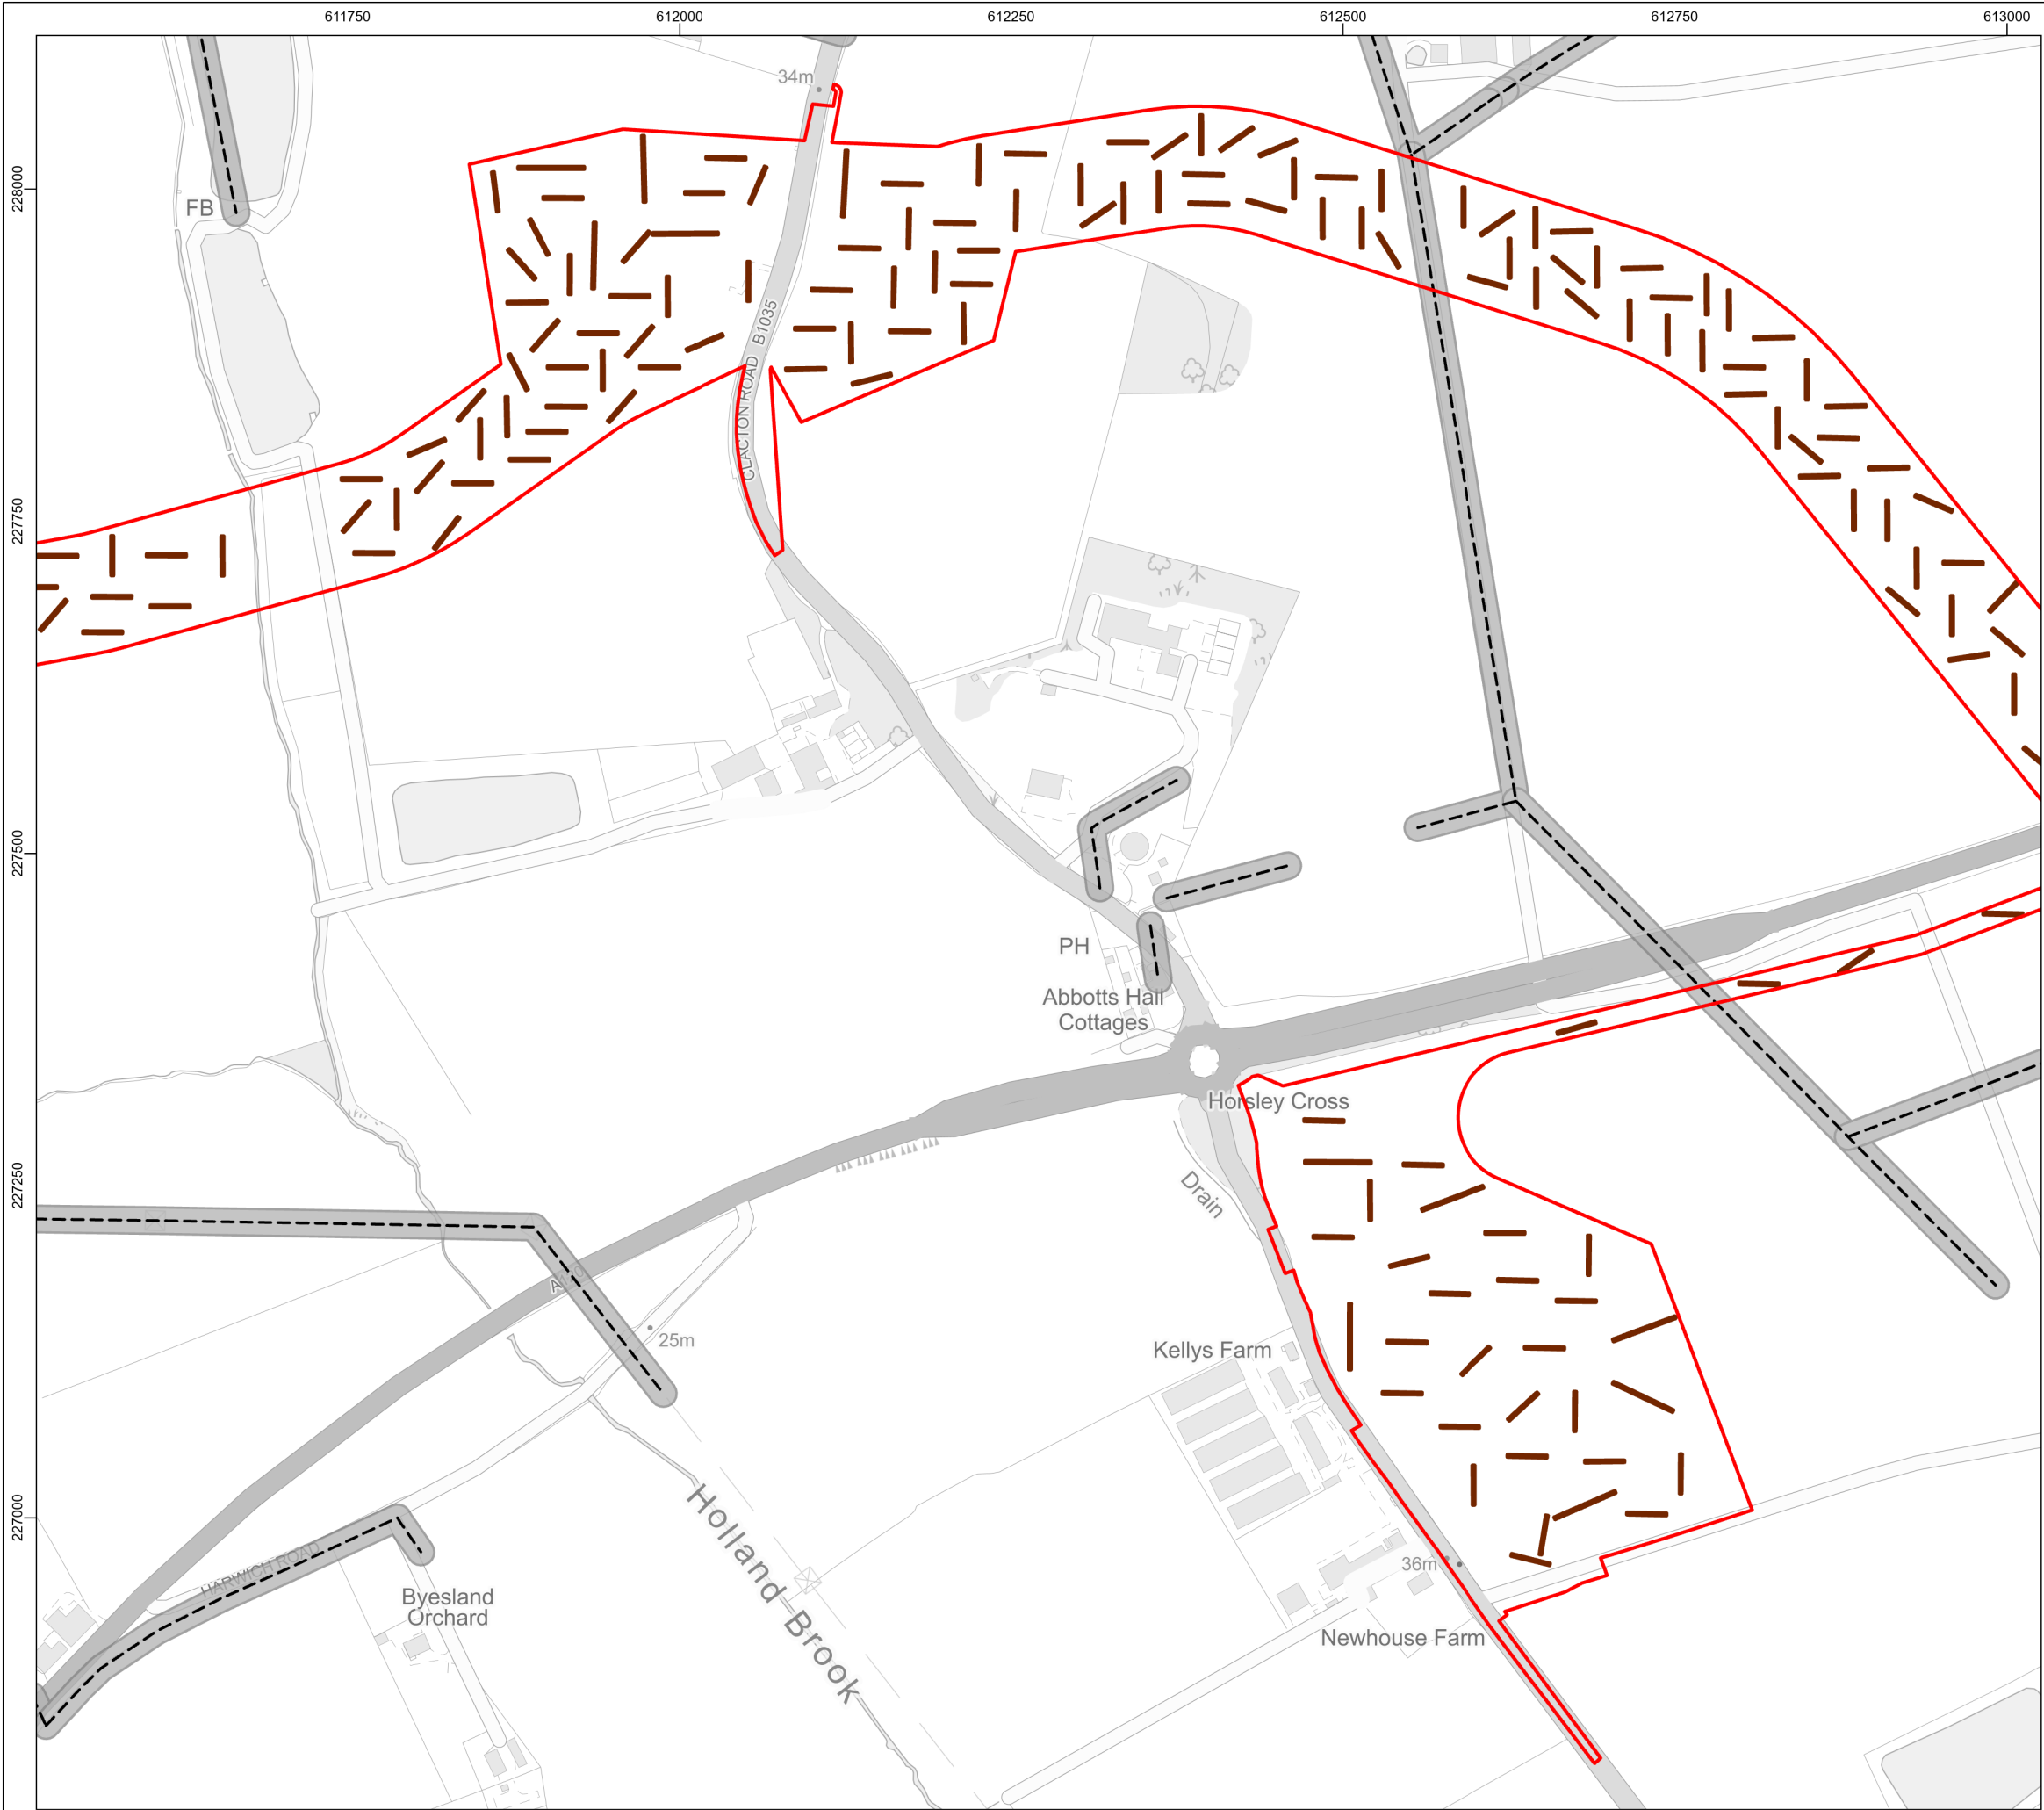 611750
612000
612250
612500
612750
613000
34m
228000
FB
CLACTON ROAD B1035
227750
227500
PH
Abbotts Hall
Cottages
Horsley Cross
Drain
227250
25m
Kellys Farm
227000
Holland Brook
HARWICH ROAD
36m
Byesland
Orchard
Newhouse Farm